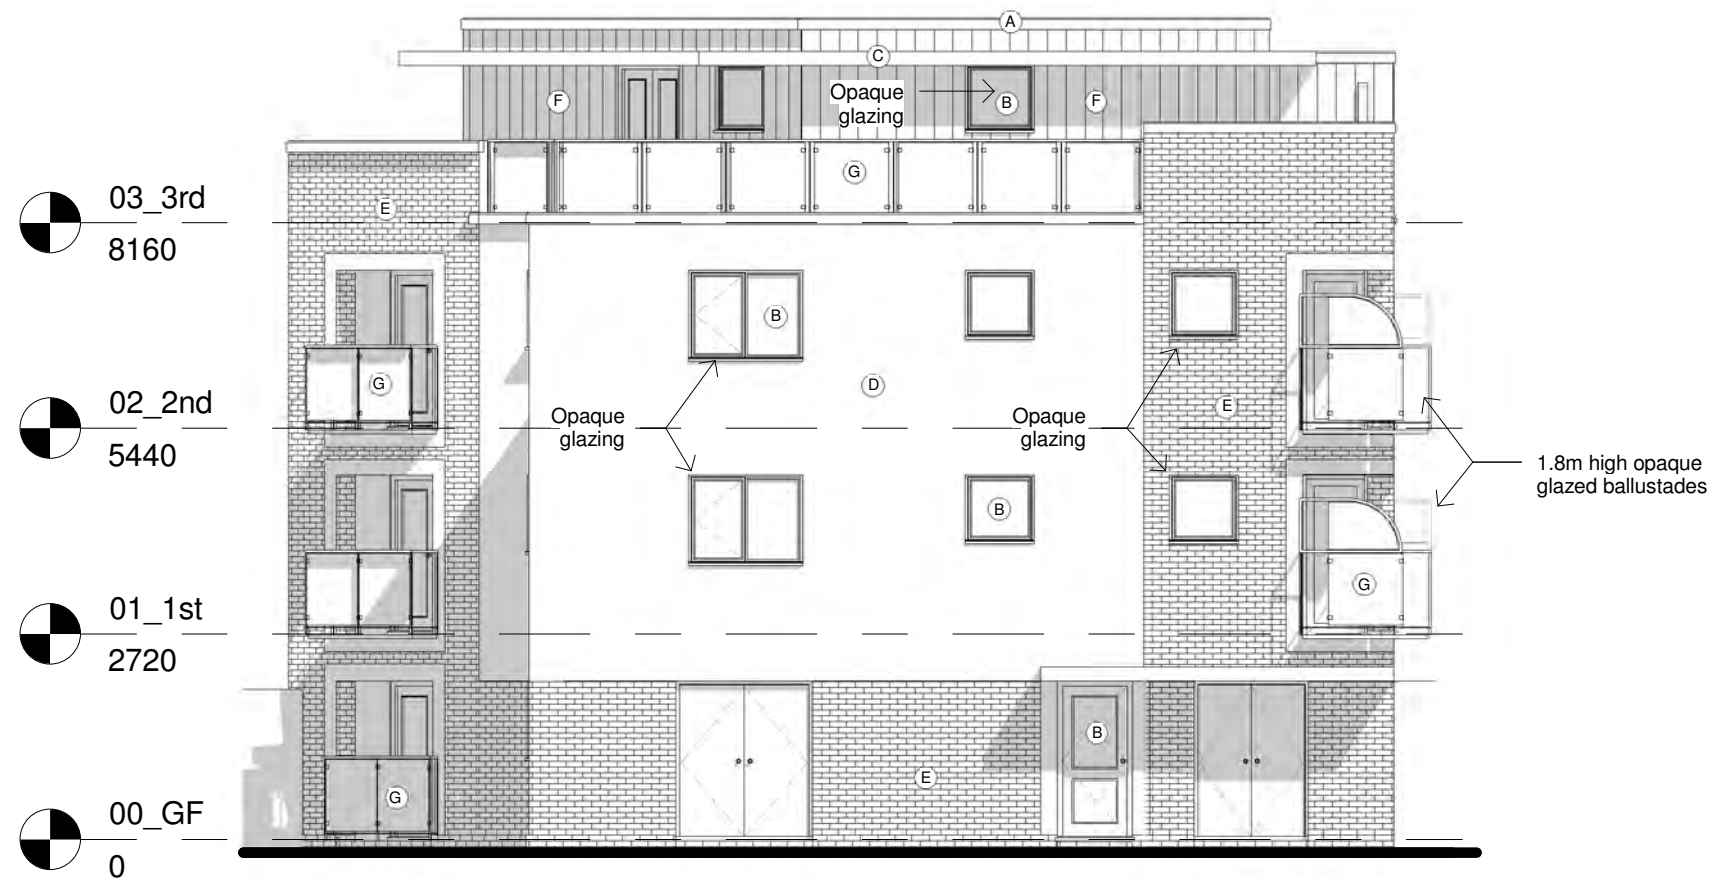 A
C
Opaque
glazing
B
F
F
G
03_3rd
8160
E
B
D
G
02_2nd
5440
Opaque
glazing
Opaque
glazing
E
1.8m high opaque
glazed ballustades
B
G
01_1st
2720
B
E
G
00_GF
0